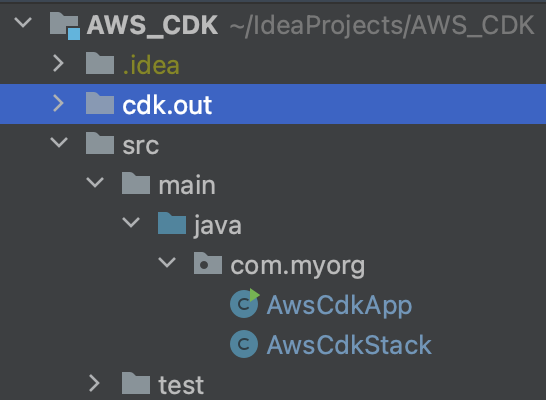 AWS_CDK ~/IdeaProjects/AWS_CDK
.idea
cdk.out
src
main
java
com.myorg
AwsCdkApp
AwsCdkStack
test